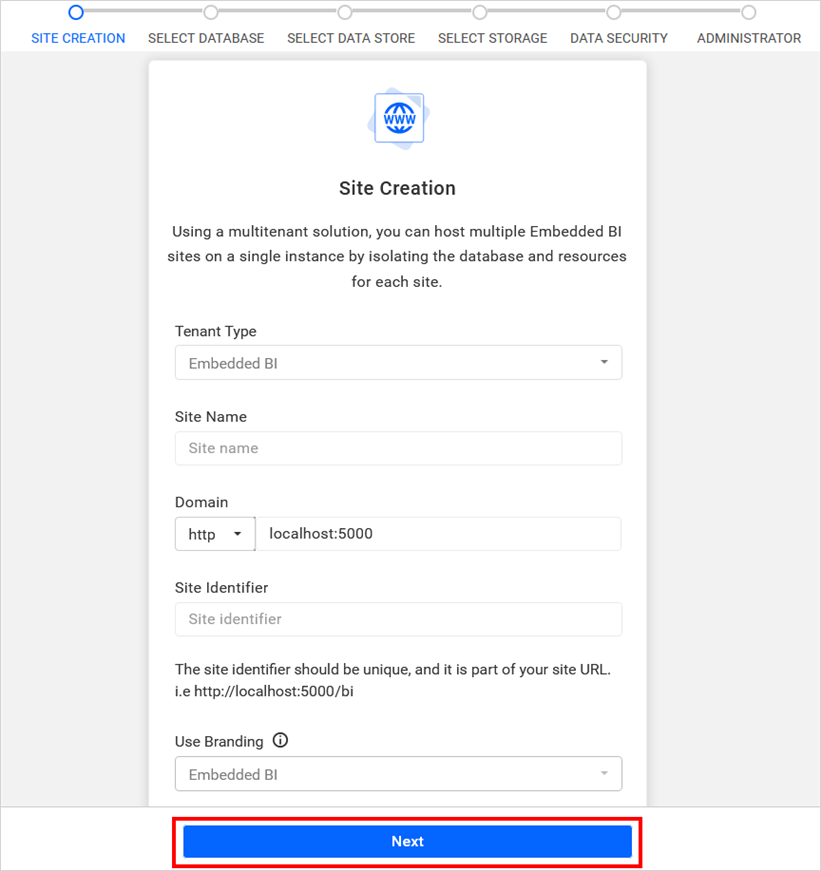 SITE CREATION SELECT DATABASE SELECT DATA STORE SELECT STORAGE DATA SECURITY ADMINISTRATOR
WWW
Site Creation
Using a multitenant solution, you can host multiple Embedded BI
sites on a single instance by isolating the database and resources
for each site.
Tenant Type
Embedded BI
Site Name
Site name
Domain
http localhost:5000
Site Identifier
Site identifier
The site identifier should be unique, and it is part of your site URL.
i.e http://localhost:5000/bi
Use Branding
Embedded BI
Next